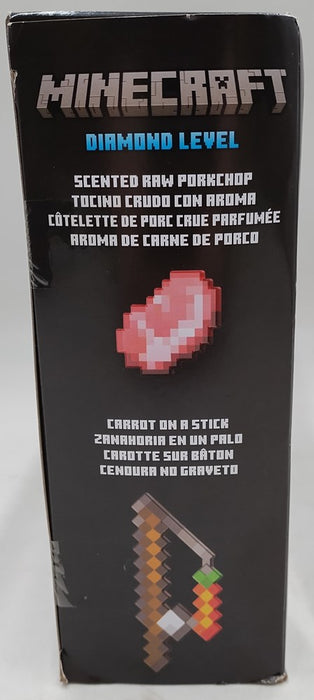 MINECRAFT
DIAMOND LEVEL
SCENTED RAW PORKCHOP
TOCINO CRUDO CON AROMA
CÔTELETTE DE PORC CRUE PARFUMÉE
AROMA DE CARNE DE PORCO
CARROT ON A STICK
ZANAHORIA EN UN PALO
CAROTTE SUR BÂTON
CENOURA NO GRAVETO